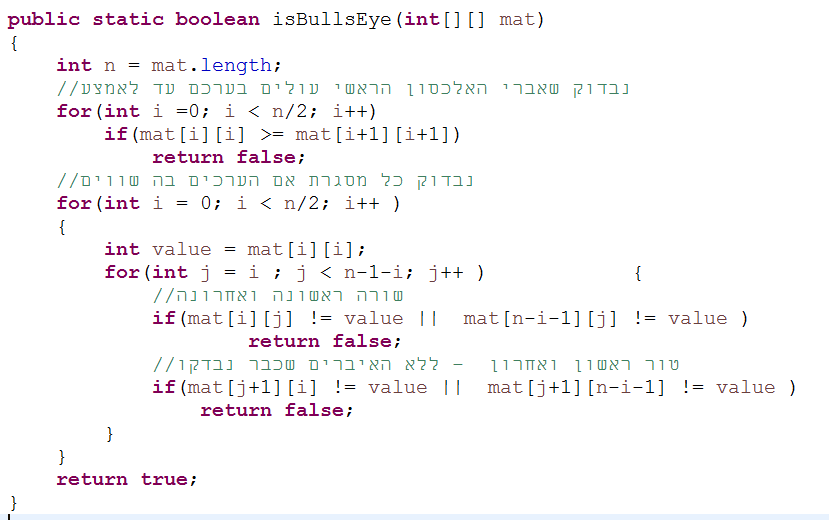 public static boolean isBullsEye(int[][] mat)
{
    int n = mat.length;
    //נבדוק שאברי האלכסון הראשי עולים בערכם עד לאמצע
    for(int i =0; i < n/2; i++)
        if(mat[i][i] >= mat[i+1][i+1])
            return false;
    //נבדוק כל מסגרת אם הערכים בה שווים
    for(int i = 0; i < n/2; i++ )
    {
        int value = mat[i][i];
        for(int j = i ; j < n-1-i; j++ )             {
            //שורה ראשונה ואחרונה
            if(mat[i][j] != value ||  mat[n-i-1][j] != value )
                    return false;
            //טור ראשון ואחרון  - ללא האיברים שכבר נבדקו
            if(mat[j+1][i] != value ||  mat[j+1][n-i-1] != value )
                return false;
        }
    }
    return true;
}